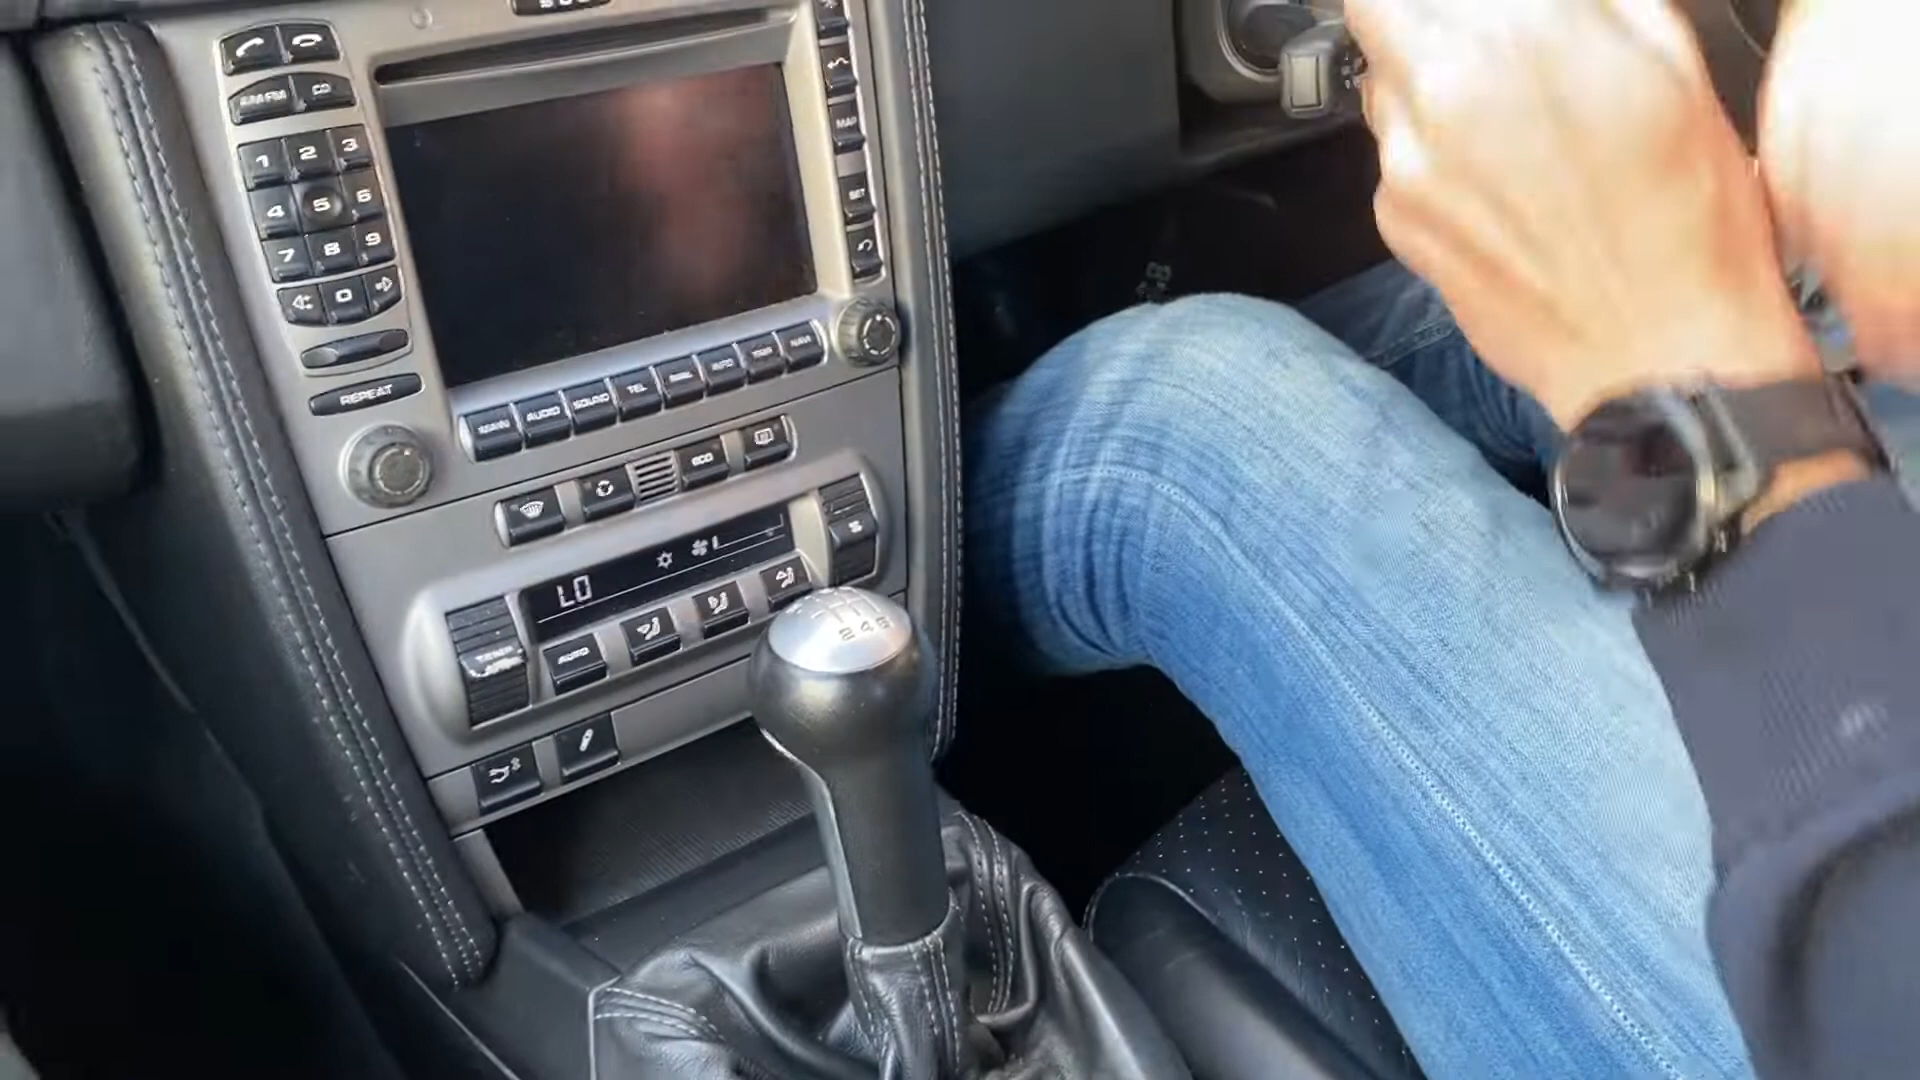 AM FM CD
1 2 3
4 5 6
7 8 9
0
REPEAT
MAP
SET
MAIN AUDIO SOUND TEL INFO TRIP NAVI
ECO
LO
TEMP AUTO
2 4 6